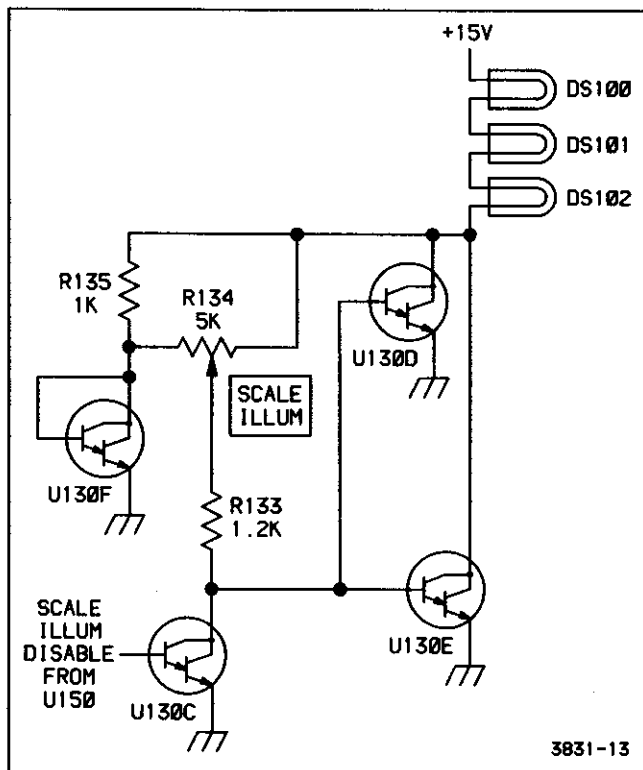 +15V
DS100
DS101
DS102
R135
1K
R134
5K
U130D
SCALE
ILLUM
U130F
R133
1.2K
SCALE
ILLUM
DISABLE
FROM
U150
U130E
U130C
3831-13